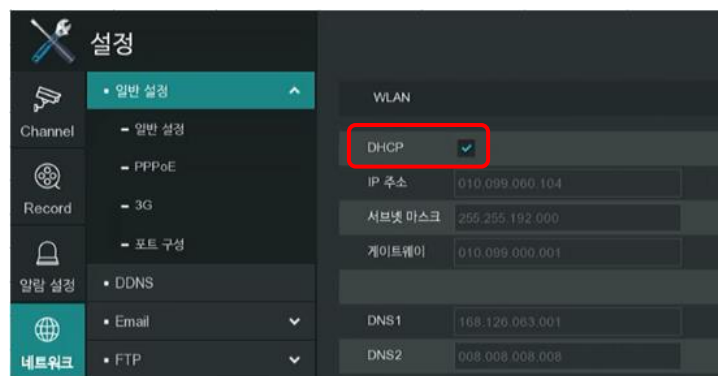 설정
Channel
Record
알람 설정
네트워크
• 일반 설정
- 일반 설정
- PPPoE
- 3G
- 포트 구성
• DDNS
• Email
• FTP
WLAN
DHCP
IP 주소 010.099.060.104
서브넷 마스크 255.255.192.000
게이트웨이 010.099.000.001
DNS1 168.126.063.001
DNS2 008.008.008.008